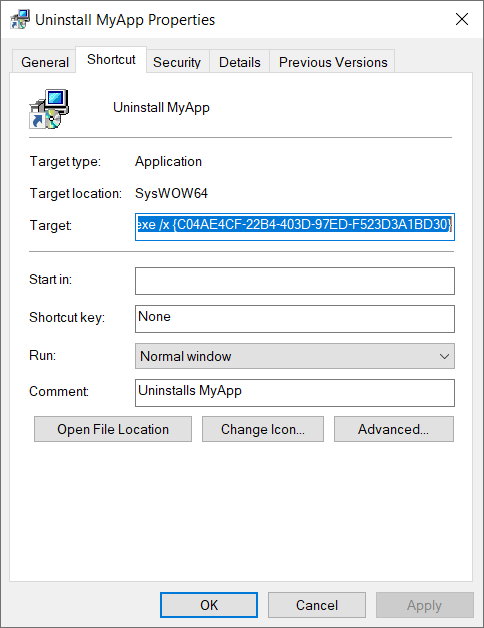 Uninstall MyApp Properties
General Shortcut Security Details Previous Versions
Uninstall MyApp
Target type: Application
Target location: SysWOW64
Target: exe /x {C04AE4CF-22B4-403D-97ED-F523D3A1BD30}
Start in:
Shortcut key: None
Run: Normal window
Comment: Uninstalls MyApp
Open File Location Change Icon... Advanced...
OK Cancel Apply